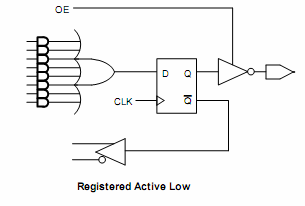 OE
D Q
CLK
Q̅
Registered Active Low